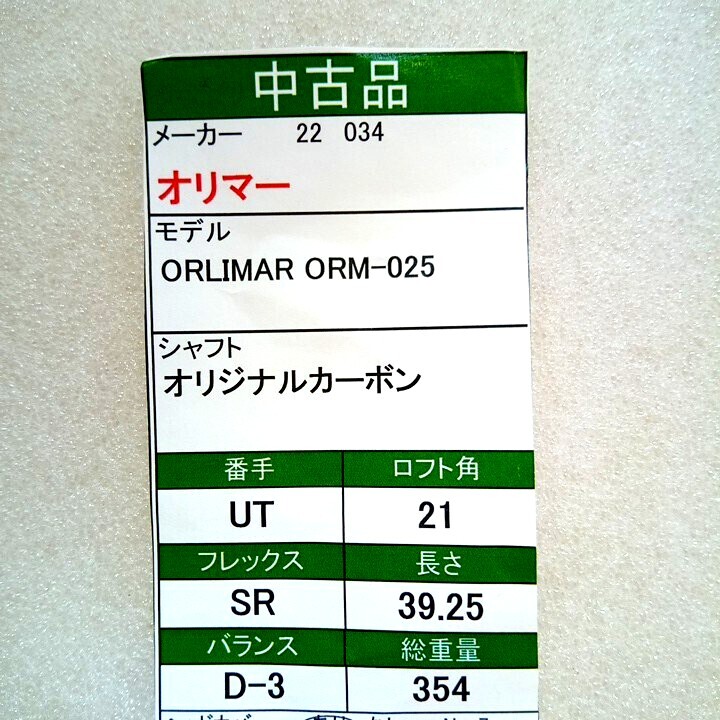 中古品
メーカー 22 034
オリマー
モデル
ORLIMAR ORM-025
シャフト
オリジナルカーボン
番手 ロフト角
UT 21
フレックス 長さ
SR 39.25
バランス 総重量
D-3 354